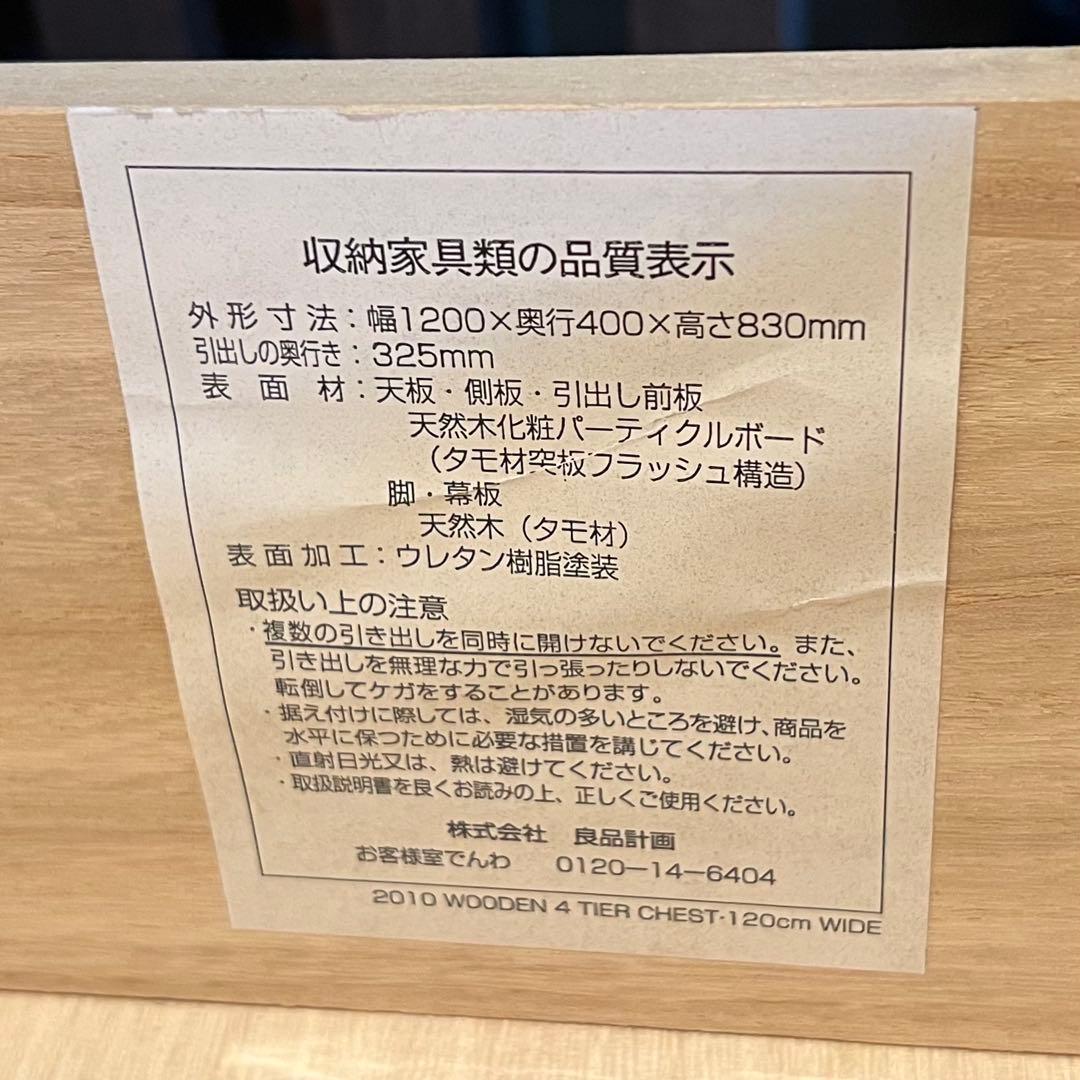 収納家具類の品質表示
外形寸法：幅1200×奥行400×高さ830mm
引出しの奥行き：325mm
表面材：天板・側板・引出し前板
天然木化粧パーティクルボード
（タモ材突板フラッシュ構造）
脚・幕板
天然木（タモ材）
表面加工：ウレタン樹脂塗装
取扱い上の注意
・複数の引き出しを同時に開けないでください。また、
引き出しを無理な力で引っ張ったりしないでください。
転倒してケガをすることがあります。
・据え付けに際しては、湿気の多いところを避け、商品を
水平に保つために必要な措置を講じてください。
・直射日光又は、熱は避けてください。
・取扱説明書を良くお読みの上、正しくご使用ください。
株式会社　良品計画
お客様室でんわ　0120―14―6404
2010 WOODEN 4 TIER CHEST･120cm WIDE